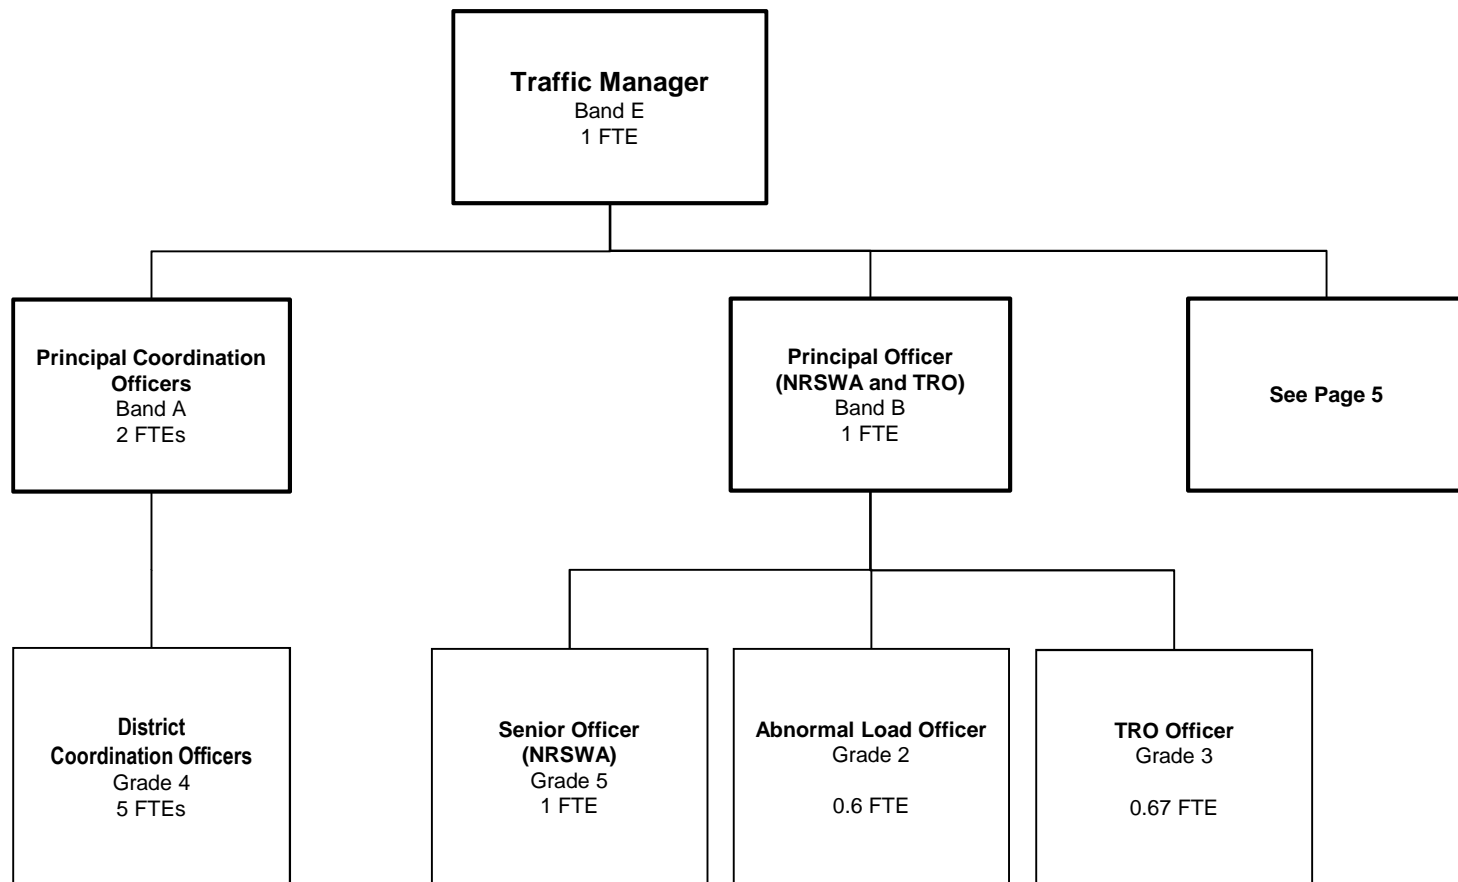 Traffic Manager
Band E
1 FTE
Principal Coordination
Officers
Band A
2 FTEs
Principal Officer
(NRSWA and TRO)
Band B
1 FTE
See Page 5
District
Coordination Officers
Grade 4
5 FTEs
Senior Officer
(NRSWA)
Grade 5
1 FTE
Abnormal Load Officer
Grade 2
0.6 FTE
TRO Officer
Grade 3
0.67 FTE